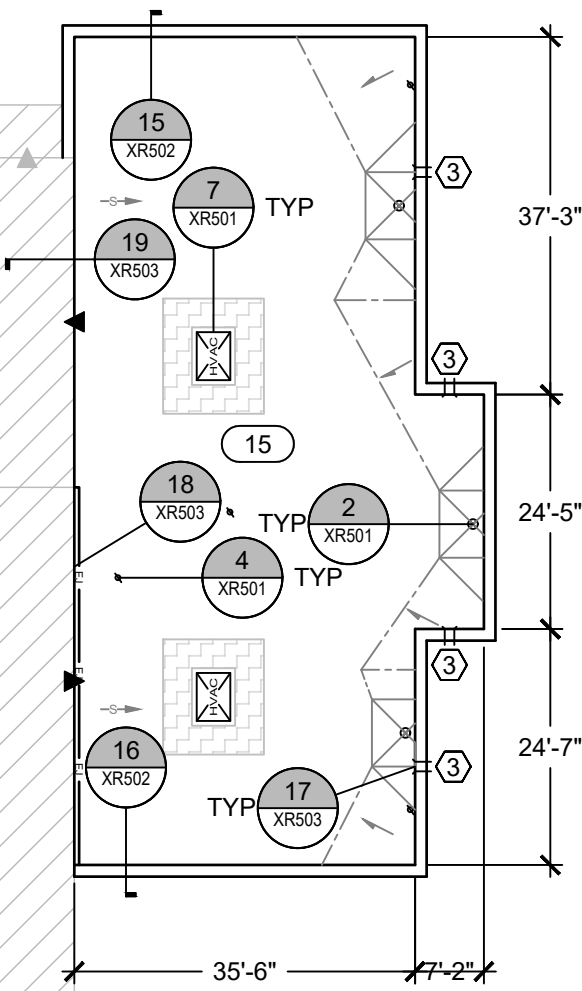 15
XR502
7
XR501
TYP
3
S
19
XR503
37'-3"
HVAC
3
15
18
XR503
TYP
2
XR501
24'-5"
4
XR501
TYP
EJ
3
EJ
HVAC
S
16
XR502
24'-7"
EJ
3
TYP
17
XR503
35'-6"
7'-2"